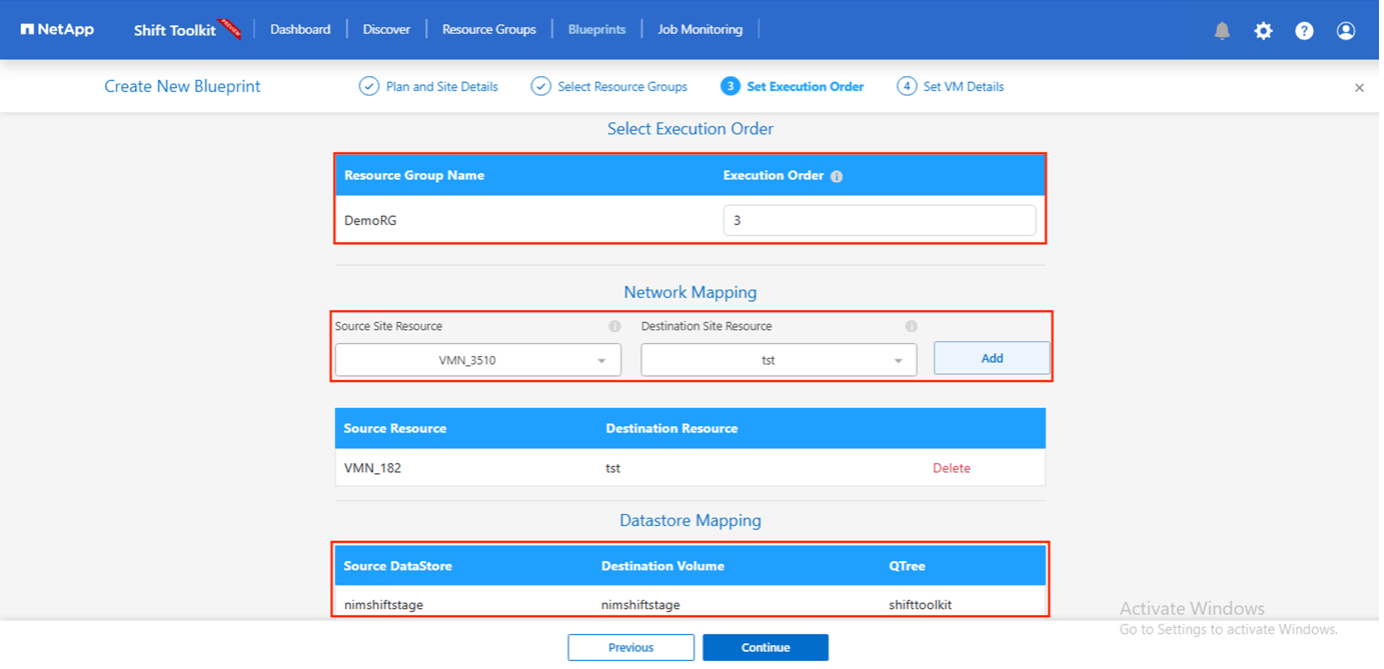 NetApp Shift Toolkit PREVIEW Dashboard Discover Resource Groups Blueprints Job Monitoring ?
Create New Blueprint Plan and Site Details Select Resource Groups 3 Set Execution Order 4 Set VM Details ×
Select Execution Order
Resource Group Name Execution Order i
DemoRG 3
Network Mapping
Source Site Resource i Destination Site Resource i
VMN_3510 tst Add
Source Resource Destination Resource
VMN_182 tst Delete
Datastore Mapping
Source DataStore Destination Volume QTree
nimshiftstage nimshiftstage shifttoolkit
Activate Windows
Go to Settings to activate Windows.
Previous Continue